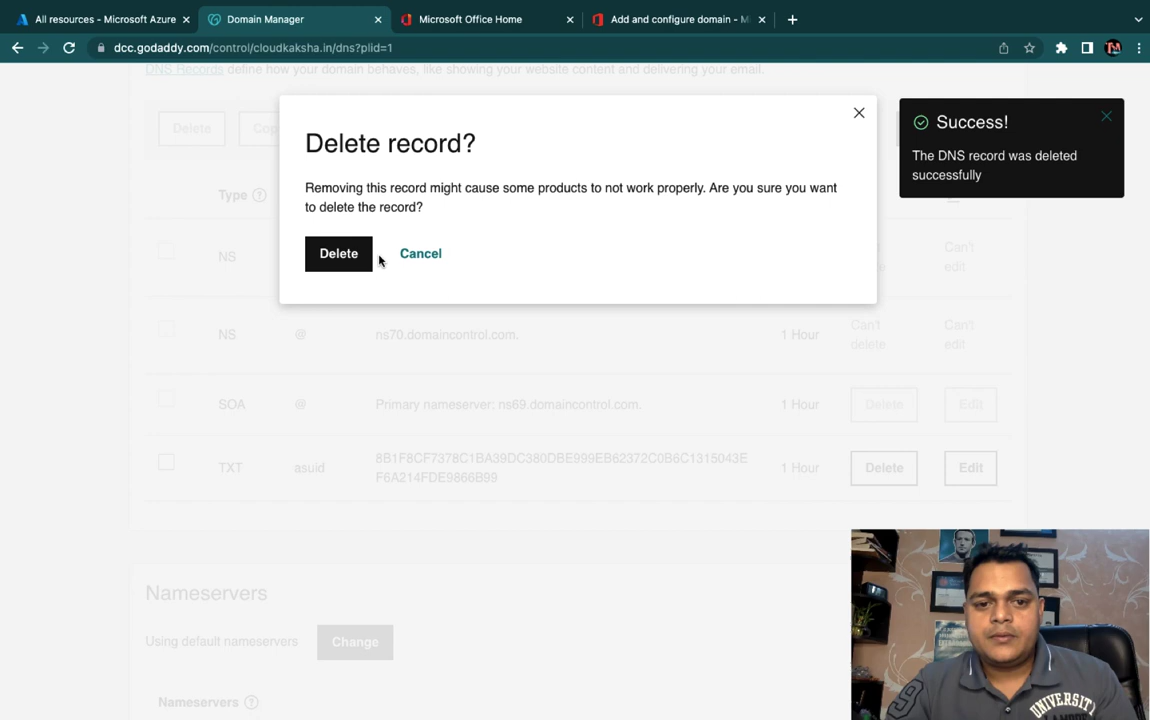 All resources - Microsoft Azure
Domain Manager
Microsoft Office Home
Add and configure domain - M
dcc.godaddy.com/control/cloudkaksha.in/dns?plid=1
TM
DNS Records define how your domain behaves, like showing your website content and delivering your email.
Delete
Delete record?
Removing this record might cause some products to not work properly. Are you sure you want
to delete the record?
Delete Cancel
Success!
The DNS record was deleted
successfully
Type
NS Can't
edit
NS @ ns70.domaincontrol.com. 1 Hour Can't delete Can't edit
SOA @ Primary nameserver: ns69.domaincontrol.com. 1 Hour Delete Edit
TXT asuid 8B1F8CF7378C1BA39DC380DBE999EB62372C0B6C1315043E
F6A214FDE9866B99 1 Hour Delete Edit
Nameservers
Using default nameservers Change
Nameservers
9
UNIVERSITY